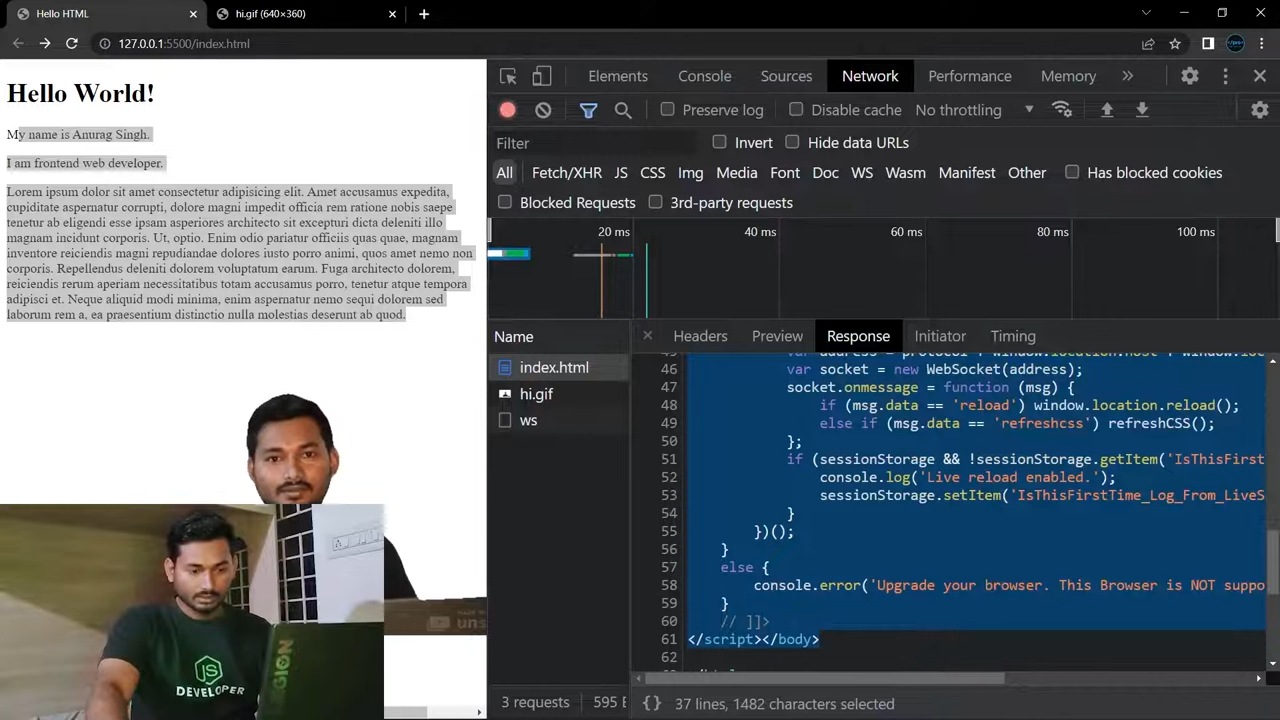 Hello HTML
hi.gif (640×360)
127.0.0.1:5500/index.html
Hello World!
My name is Anurag Singh.
I am frontend web developer.
Lorem ipsum dolor sit amet consectetur adipisicing elit. Amet accusamus expedita,
cupiditate aspernatur corrupti, dolore magni impedit officia rem ratione nobis saepe
tenetur ab eligendi esse ipsam asperiores architecto sit excepturi dicta deleniti illo
magnam incidunt corporis. Ut, optio. Enim odio pariatur officiis quas quae, magnam
inventore reiciendis magni repudiandae dolores iusto porro animi, quos amet nemo non
corporis. Repellendus deleniti dolorem voluptatum earum. Fuga architecto dolorem,
reiciendis rerum aperiam necessitatibus totam accusamus porro, tenetur atque tempora
adipisci et. Neque aliquid modi minima, enim aspernatur nemo sequi dolorem sed
laborum rem a, ea praesentium distinctio nulla molestias deserunt ab quod.
JS
DEVELOPER
LEGION
Elements Console Sources Network Performance Memory
Preserve log Disable cache No throttling
Filter Invert Hide data URLs
All Fetch/XHR JS CSS Img Media Font Doc WS Wasm Manifest Other Has blocked cookies
Blocked Requests 3rd-party requests
20 ms 40 ms 60 ms 80 ms 100 ms
Name
index.html
hi.gif
ws
3 requests 595 B
Headers Preview Response Initiator Timing
46 var socket = new WebSocket(address);
47 socket.onmessage = function (msg) {
48 if (msg.data == 'reload') window.location.reload();
49 else if (msg.data == 'refreshcss') refreshCSS();
50 };
51 if (sessionStorage && !sessionStorage.getItem('IsThisFirst
52 console.log('Live reload enabled.');
53 sessionStorage.setItem('IsThisFirstTime_Log_From_LiveS
54 }
55 })();
56 }
57 else {
58 console.error('Upgrade your browser. This Browser is NOT suppo
59 }
60 // ]]>
61 </script></body>
62
{} 37 lines, 1482 characters selected